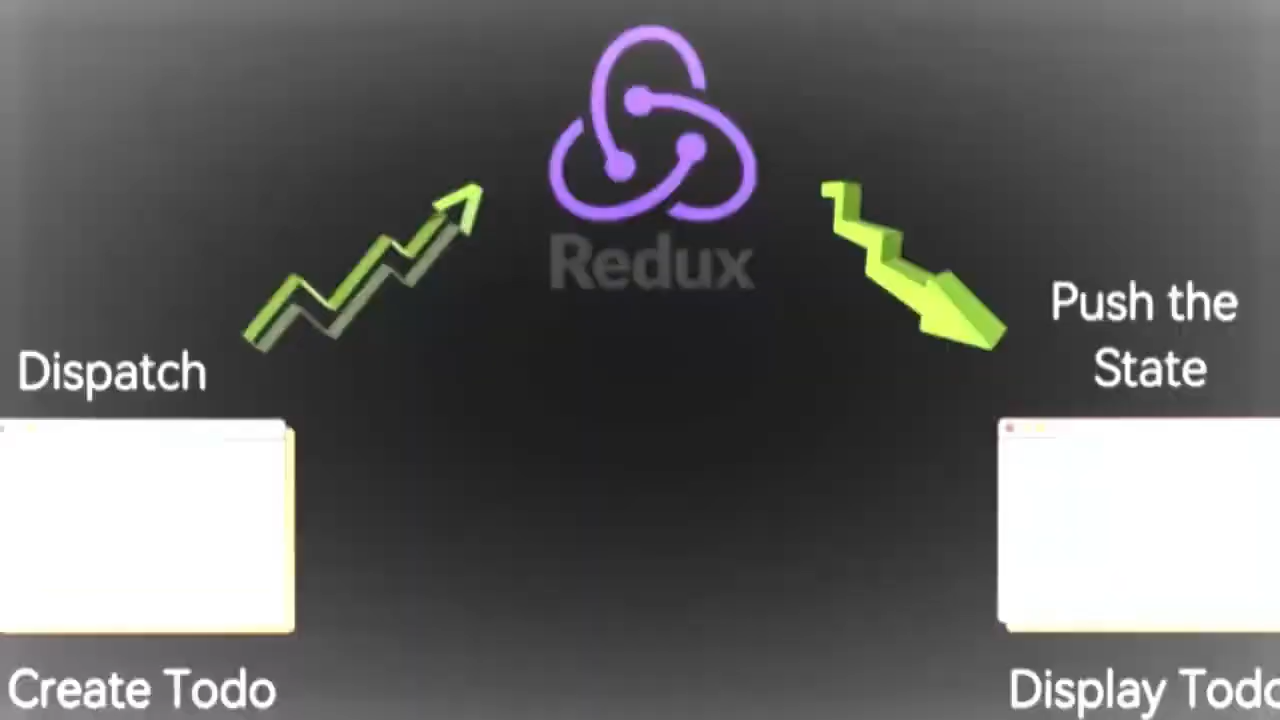 Redux
Push the
State
Dispatch
Create Todo
Display Todo